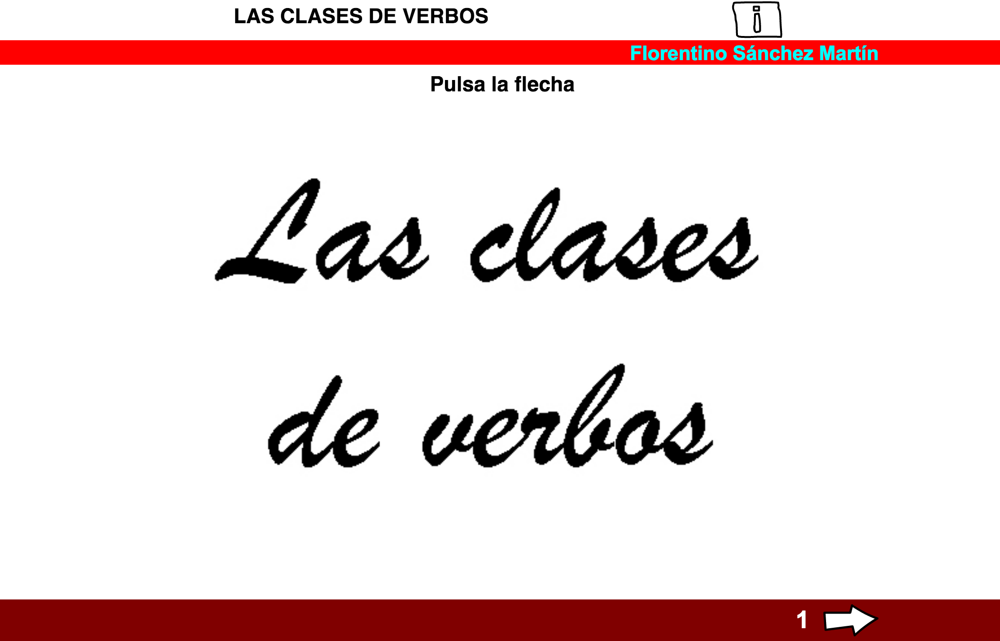 LAS CLASES DE VERBOS
i
Florentino Sánchez Martín
Pulsa la flecha
Las clases
de verbos
1